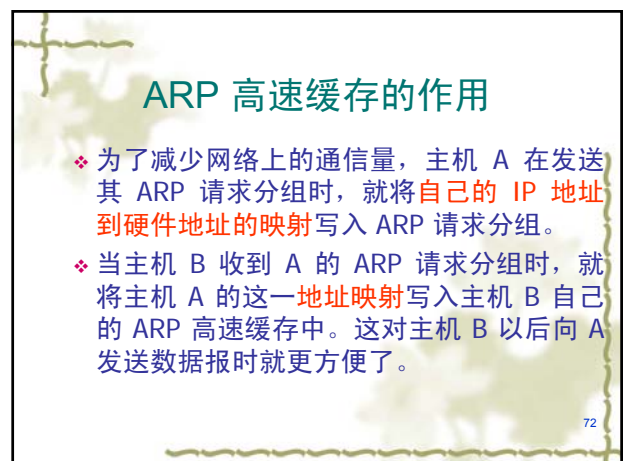 ARP 高速缓存的作用
为了减少网络上的通信量，主机 A 在发送
其 ARP 请求分组时，就将自己的 IP 地址
到硬件地址的映射写入 ARP 请求分组。
当主机 B 收到 A 的 ARP 请求分组时，就
将主机 A 的这一地址映射写入主机 B 自己
的 ARP 高速缓存中。这对主机 B 以后向 A
发送数据报时就更方便了。
72